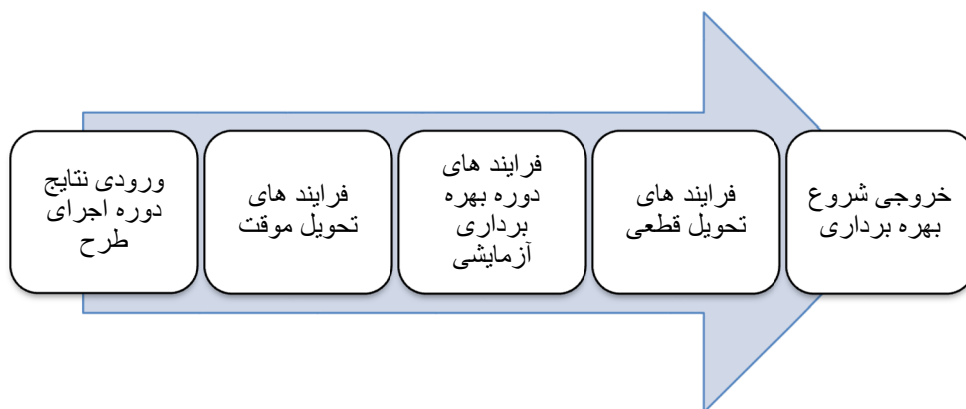 ورودی نتایج
دوره اجرای
طرح
فرایند های
تحویل موقت
فرایند های
دوره بهره
برداری
آزمایشی
فرایند های
تحویل قطعی
خروجی شروع
بهره برداری